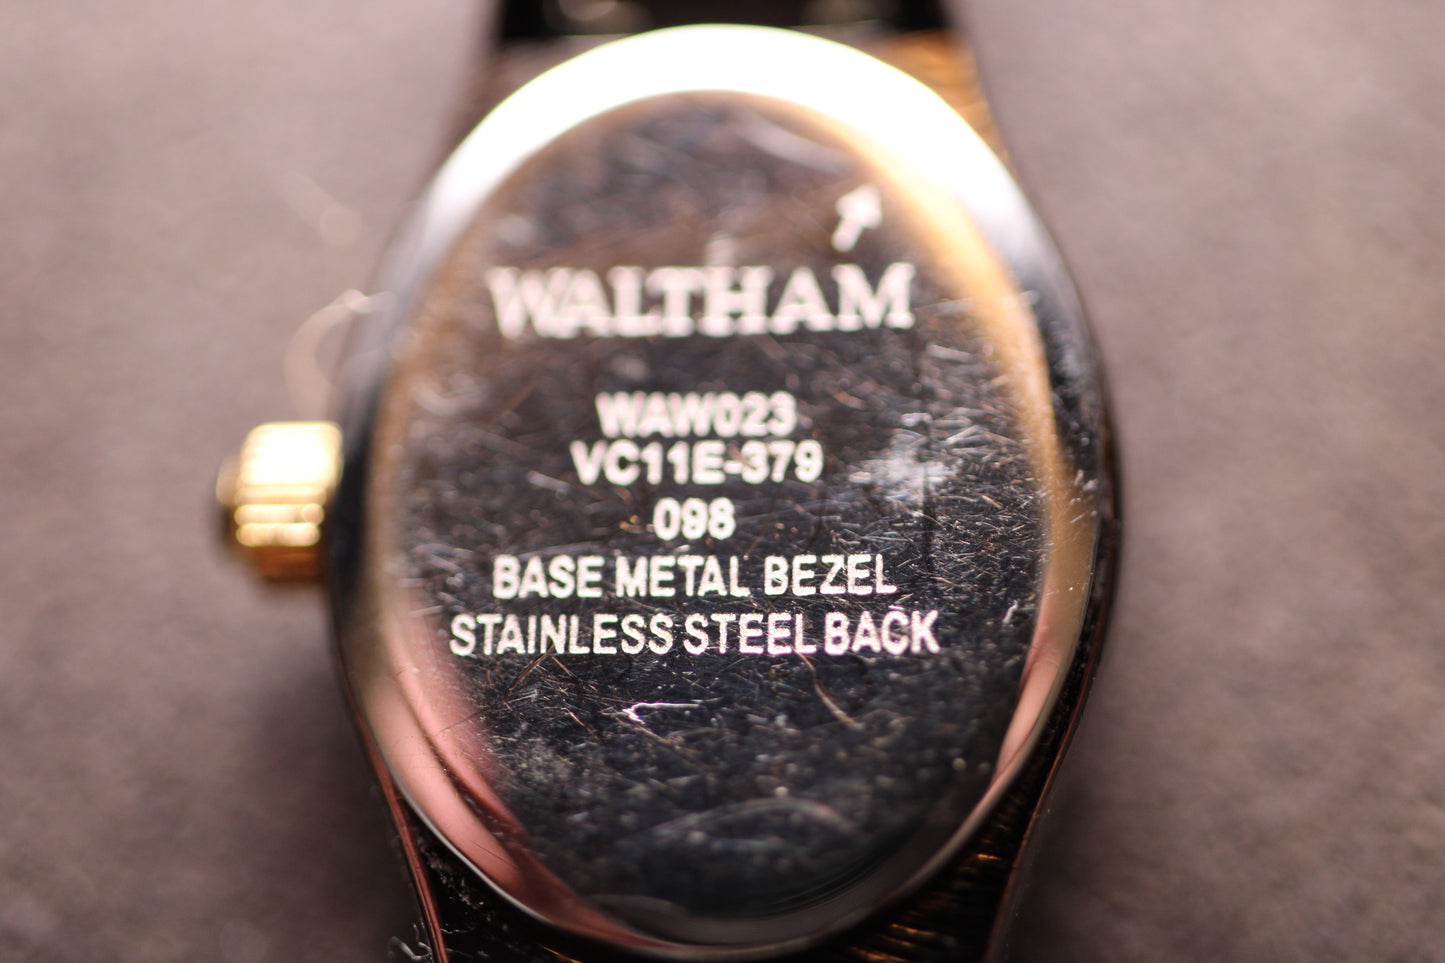 WALTHAM
WAW023
VC11E-379
098
BASE METAL BEZEL
STAINLESS STEEL BACK